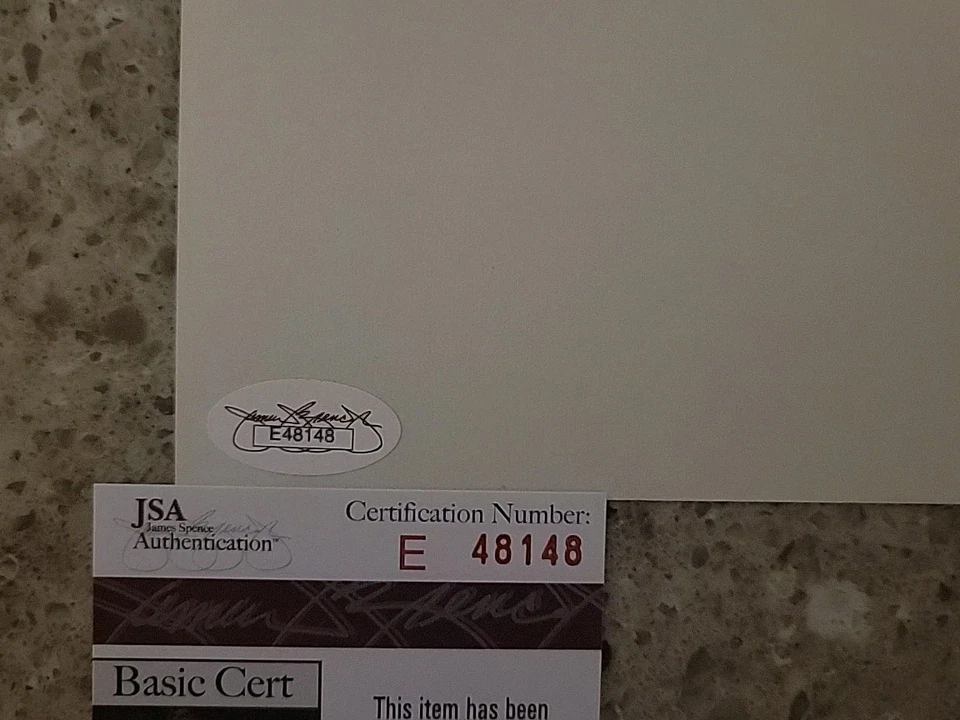 E48148
JSA
James Spence
Authentication™
Certification Number:
E 48148
Basic Cert
This item has been